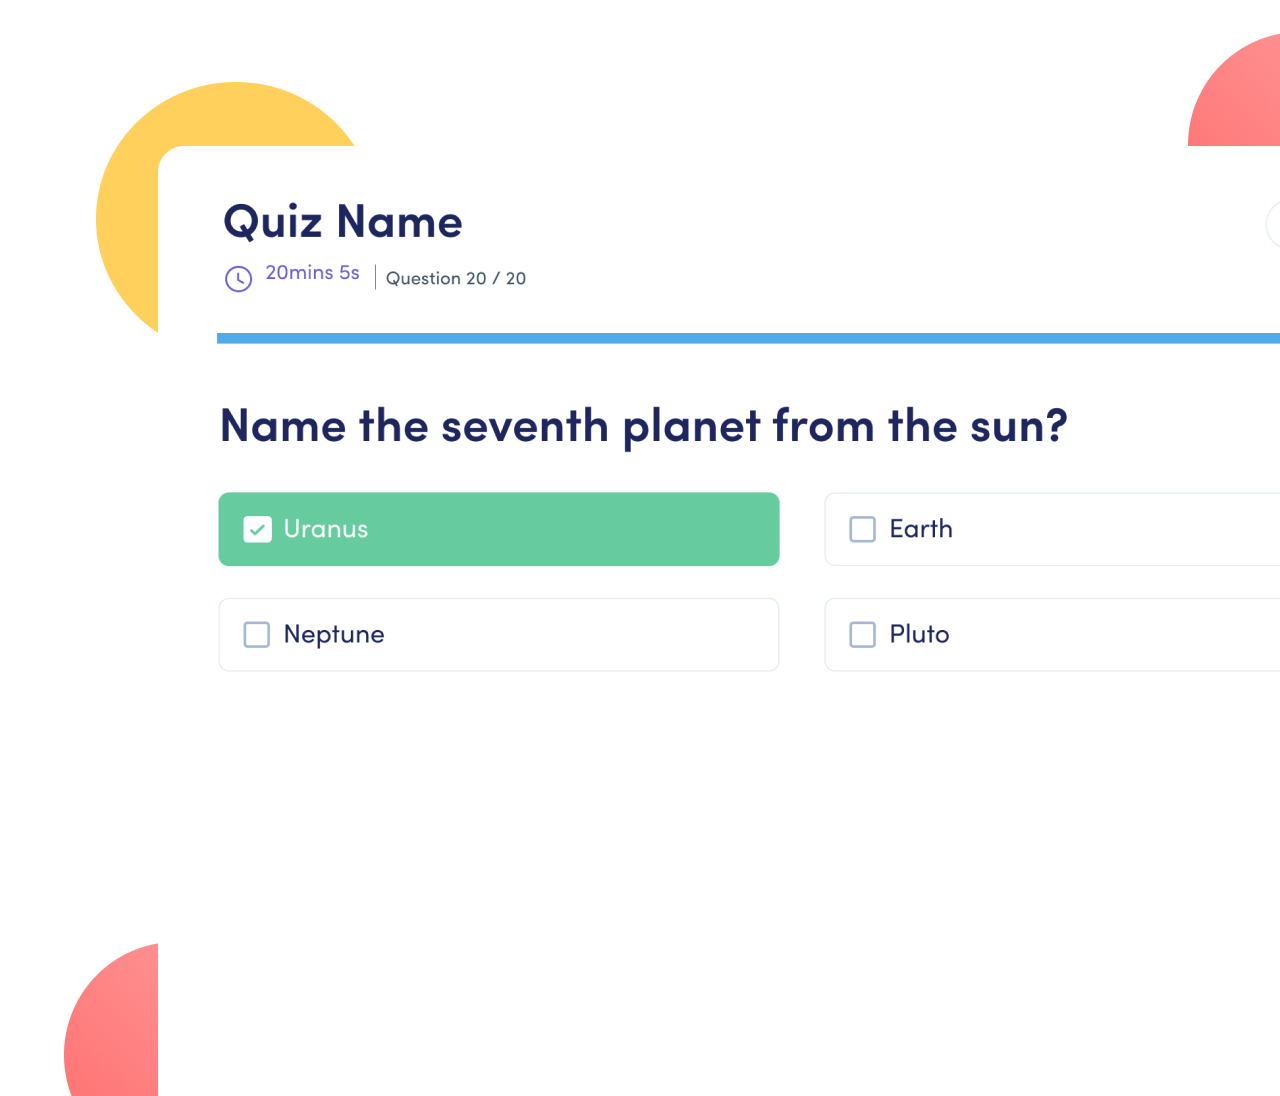 Quiz Name
20mins 5s
Question 20 / 20
Name the seventh planet from the sun?
Uranus
Earth
Neptune
Pluto